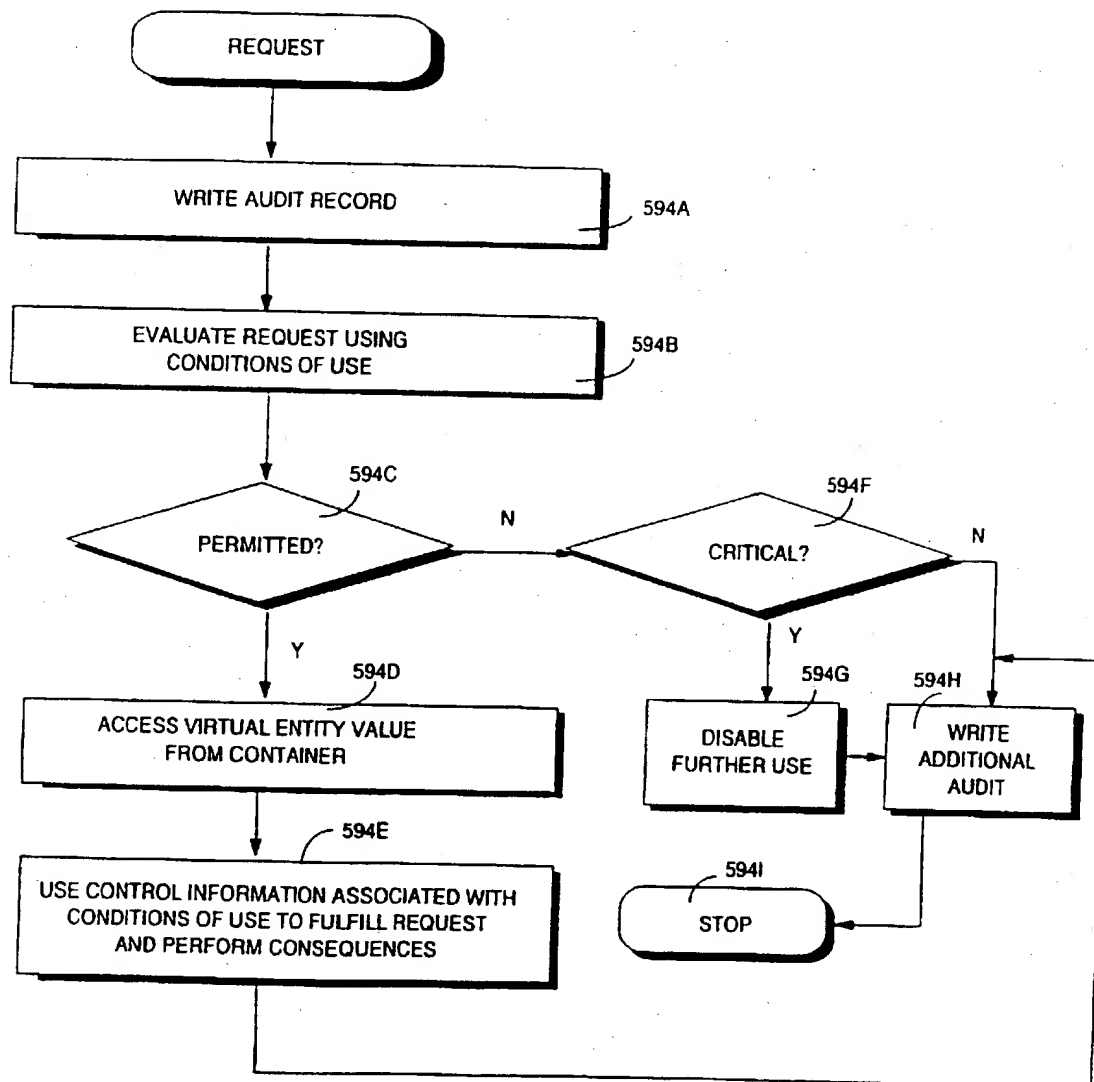 REQUEST
WRITE AUDIT RECORD
594A
EVALUATE REQUEST USING
CONDITIONS OF USE
594B
594C
PERMITTED?
N
Y
594F
CRITICAL?
N
Y
594D
ACCESS VIRTUAL ENTITY VALUE
FROM CONTAINER
594G
DISABLE
FURTHER USE
594H
WRITE
ADDITIONAL
AUDIT
594E
USE CONTROL INFORMATION ASSOCIATED WITH
CONDITIONS OF USE TO FULFILL REQUEST
AND PERFORM CONSEQUENCES
594I
STOP